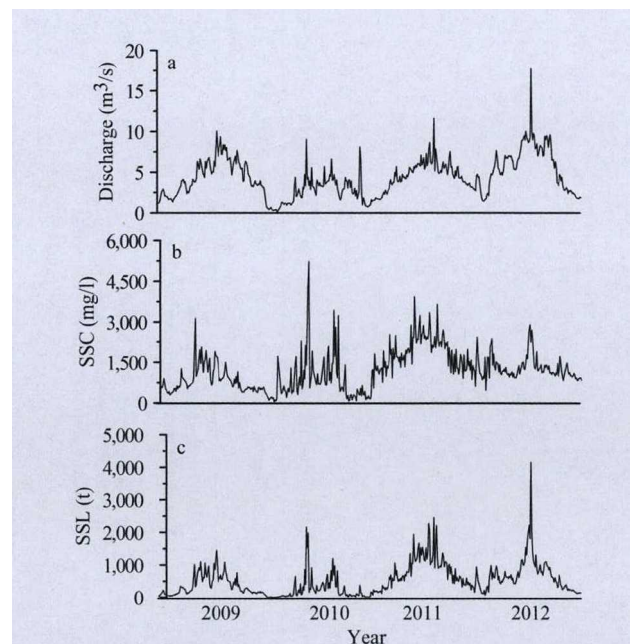 a
20
15
10
5
0
Discharge (m³/s)
b
6,000
4,500
3,000
1,500
0
SSC (mg/l)
c
5,000
4,000
3,000
2,000
1,000
0
SSL (t)
2009 2010 2011 2012
Year